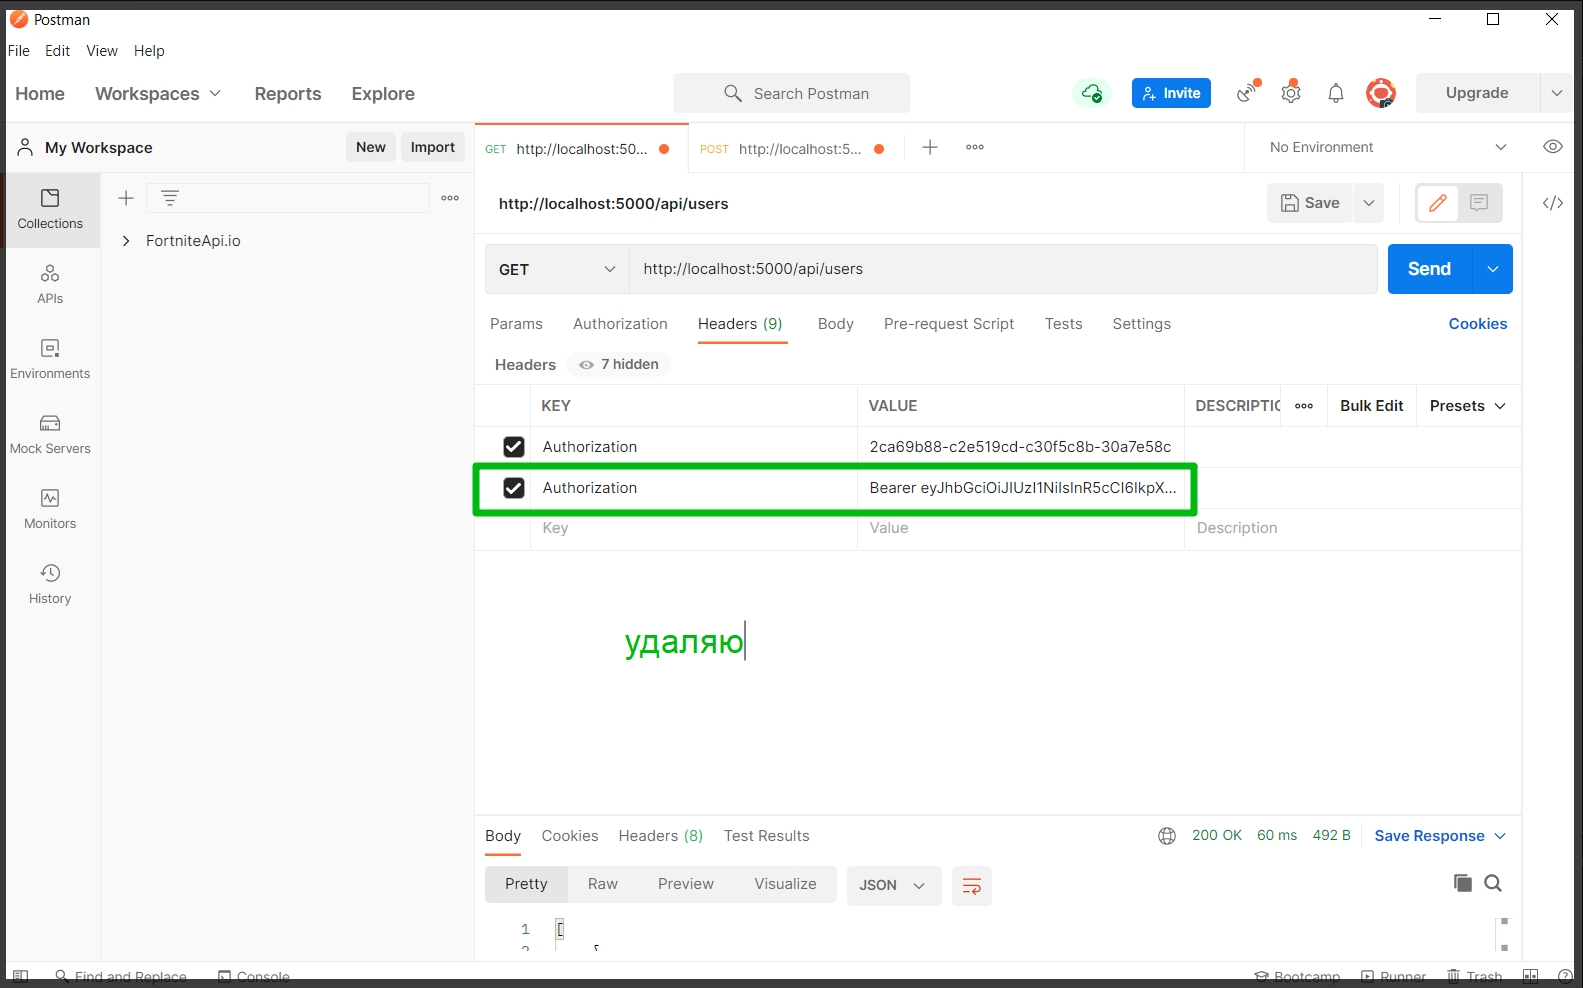 Postman
File Edit View Help
Home Workspaces Reports Explore
Search Postman
Invite
Upgrade
My Workspace
New
Import
GET http://localhost:50...
POST http://localhost:5...
No Environment
Collections
FortniteApi.io
APIs
Environments
Mock Servers
Monitors
History
http://localhost:5000/api/users
Save
GET
http://localhost:5000/api/users
Send
Params Authorization Headers (9) Body Pre-request Script Tests Settings
Cookies
Headers 7 hidden
KEY VALUE DESCRIPTIC Bulk Edit Presets
Authorization 2ca69b88-c2e519cd-c30f5c8b-30a7e58c
Authorization Bearer eyJhbGciOiJIUzI1NiIsInR5cCI6IkpX...
Key Value Description
удаляю
Body Cookies Headers (8) Test Results
200 OK 60 ms 492 B Save Response
Pretty Raw Preview Visualize JSON
1 [
2 {
Find and Replace Console
Bootcamp Runner Trash